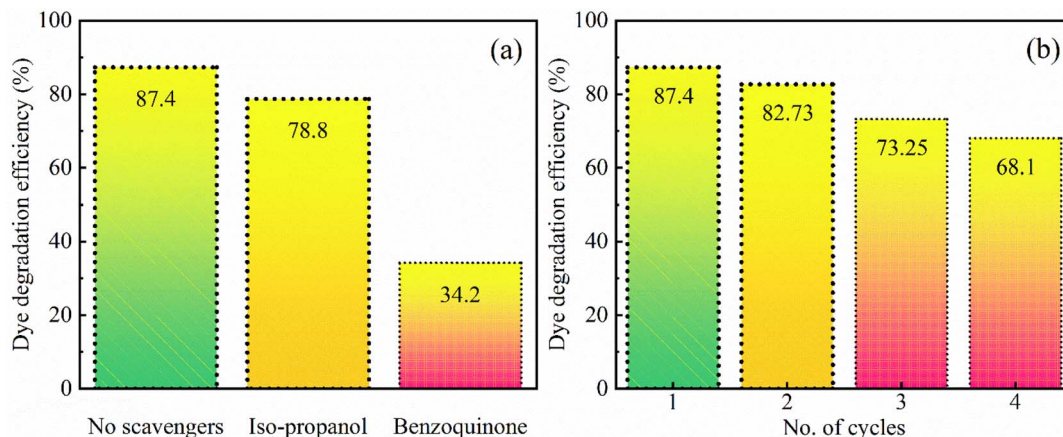 Dye degradation efficiency (%)
100
80
60
40
20
0
(a)
87.4
78.8
34.2
No scavengers
Iso-propanol
Benzoquinone
Dye degradation efficiency (%)
100
80
60
40
20
0
(b)
87.4
82.73
73.25
68.1
1
2
3
4
No. of cycles